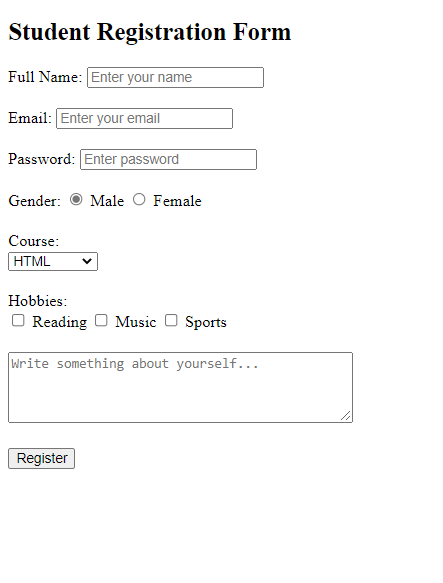 Student Registration Form
Full Name: Enter your name
Email: Enter your email
Password: Enter password
Gender: Male Female
Course:
HTML
Hobbies:
Reading Music Sports
Write something about yourself...
Register